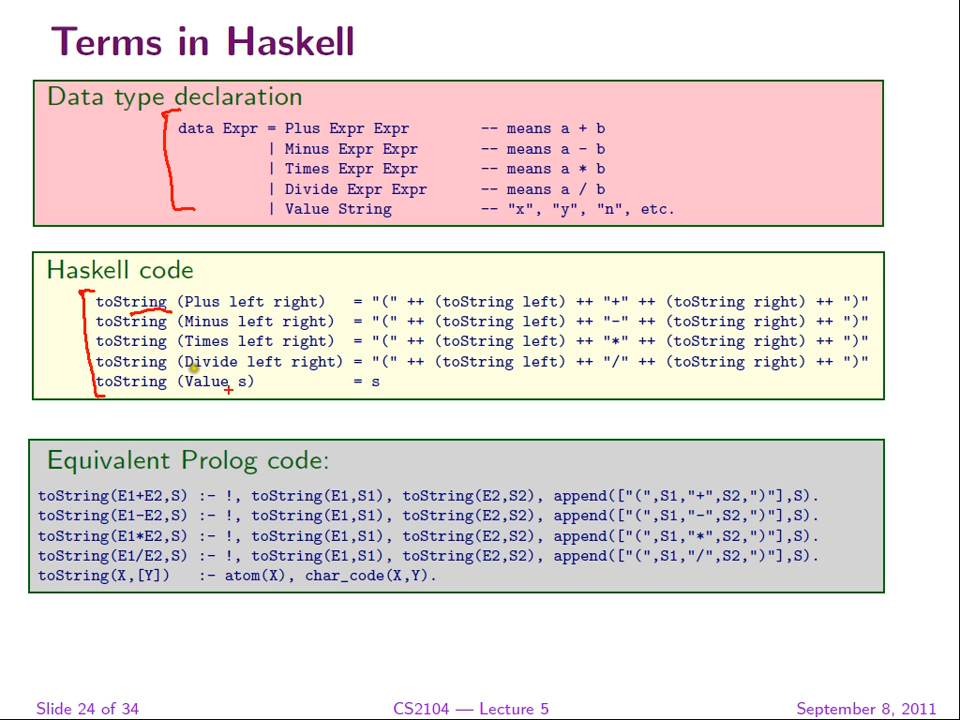 Terms in Haskell
Data type declaration
data Expr = Plus Expr Expr -- means a + b
| Minus Expr Expr -- means a - b
| Times Expr Expr -- means a * b
| Divide Expr Expr -- means a / b
| Value String -- "x", "y", "n", etc.
Haskell code
toString (Plus left right) = "(" ++ (toString left) ++ "+" ++ (toString right) ++ ")"
toString (Minus left right) = "(" ++ (toString left) ++ "-" ++ (toString right) ++ ")"
toString (Times left right) = "(" ++ (toString left) ++ "*" ++ (toString right) ++ ")"
toString (Divide left right) = "(" ++ (toString left) ++ "/" ++ (toString right) ++ ")"
toString (Value s) = s
Equivalent Prolog code:
toString(E1+E2,S) :- !, toString(E1,S1), toString(E2,S2), append(["(",S1,"+",S2,")"],S).
toString(E1-E2,S) :- !, toString(E1,S1), toString(E2,S2), append(["(",S1,"-",S2,")"],S).
toString(E1*E2,S) :- !, toString(E1,S1), toString(E2,S2), append(["(",S1,"*",S2,")"],S).
toString(E1/E2,S) :- !, toString(E1,S1), toString(E2,S2), append(["(",S1,"/",S2,")"],S).
toString(X,[Y]) :- atom(X), char_code(X,Y).
Slide 24 of 34 CS2104 — Lecture 5 September 8, 2011